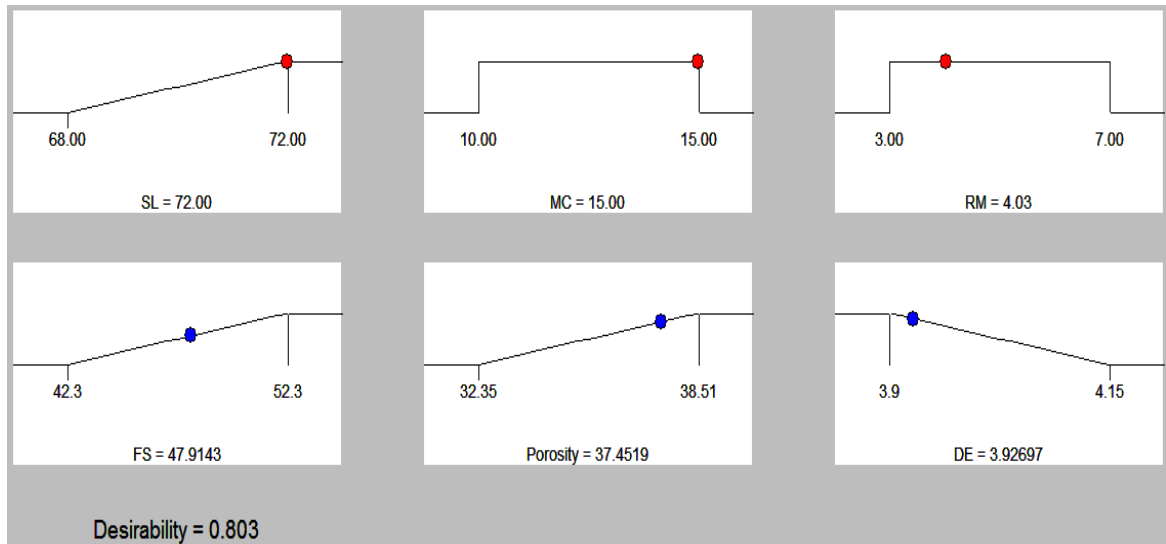 68.00 72.00
SL = 72.00
10.00 15.00
MC = 15.00
3.00 7.00
RM = 4.03
42.3 52.3
FS = 47.9143
32.35 38.51
Porosity = 37.4519
3.9 4.15
DE = 3.92697
Desirability = 0.803